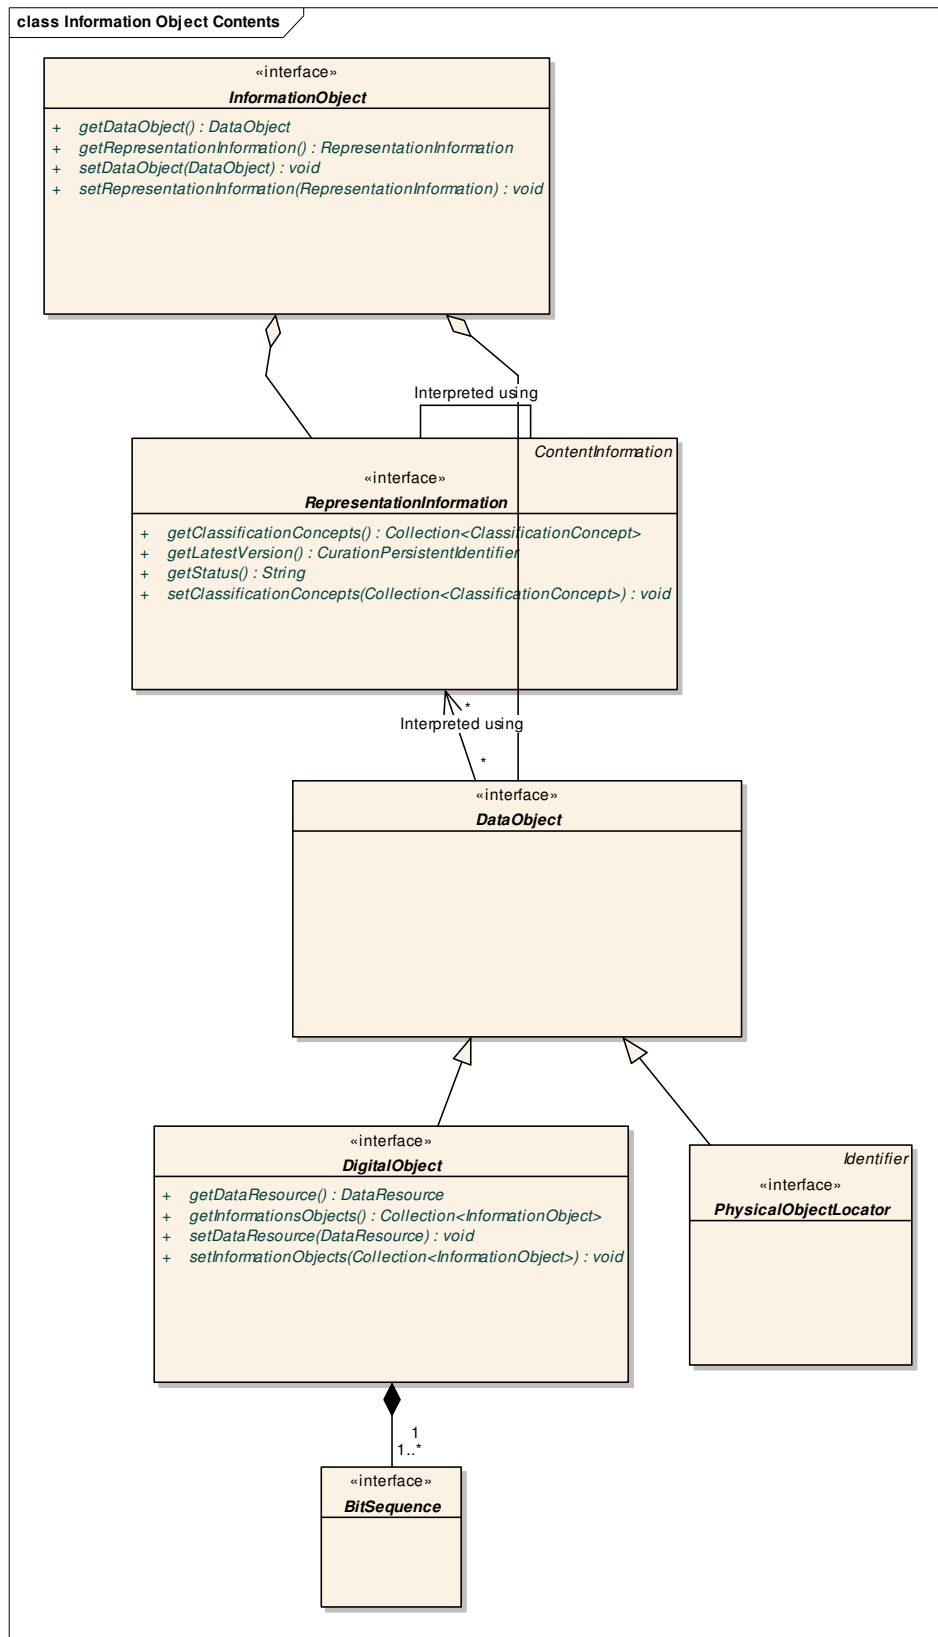 class Information Object Contents
«interface»
InformationObject
+ getDataObject() : DataObject
+ getRepresentationInformation() : RepresentationInformation
+ setDataObject(DataObject) : void
+ setRepresentationInformation(RepresentationInformation) : void
Interpreted using
ContentInformation
«interface»
RepresentationInformation
+ getClassificationConcepts() : Collection<ClassificationConcept>
+ getLatestVersion() : CurationPersistentIdentifier
+ getStatus() : String
+ setClassificationConcepts(Collection<ClassificationConcept>) : void
*
Interpreted using
*
«interface»
DataObject
«interface»
DigitalObject
+ getDataResource() : DataResource
+ getInformationsObjects() : Collection<InformationObject>
+ setDataResource(DataResource) : void
+ setInformationObjects(Collection<InformationObject>) : void
Identifier
«interface»
PhysicalObjectLocator
1
1..*
«interface»
BitSequence